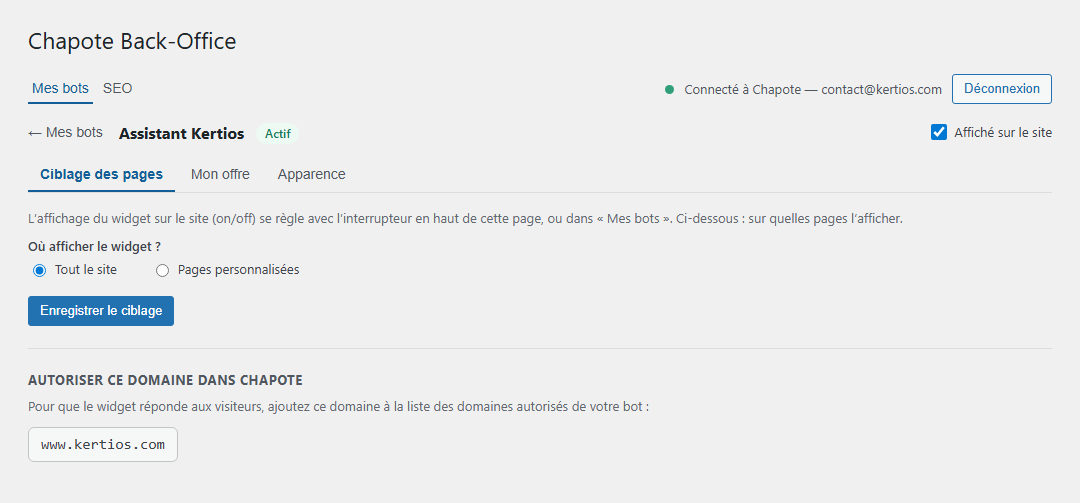 Chapote Back-Office
Mes bots SEO
Connecté à Chapote — contact@kertios.com Déconnexion
← Mes bots Assistant Kertios Actif
Affiché sur le site
Ciblage des pages Mon offre Apparence
L'affichage du widget sur le site (on/off) se règle avec l'interrupteur en haut de cette page, ou dans « Mes bots ». Ci-dessous : sur quelles pages l'afficher.
Où afficher le widget ?
Tout le site Pages personnalisées
Enregistrer le ciblage
AUTORISER CE DOMAINE DANS CHAPOTE
Pour que le widget réponde aux visiteurs, ajoutez ce domaine à la liste des domaines autorisés de votre bot :
www.kertios.com